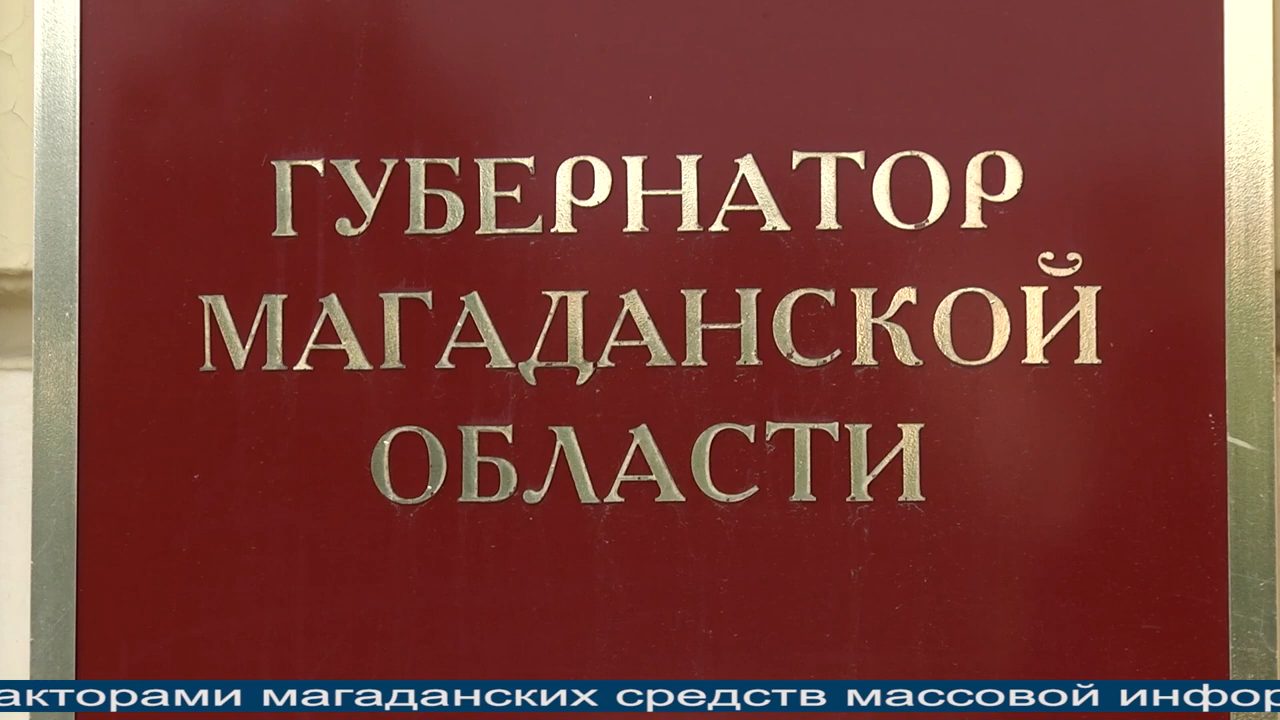 ГУБЕРНАТОР
МАГАДАНСКОЙ
ОБЛАСТИ
акторами магаданских средств массовой инфор